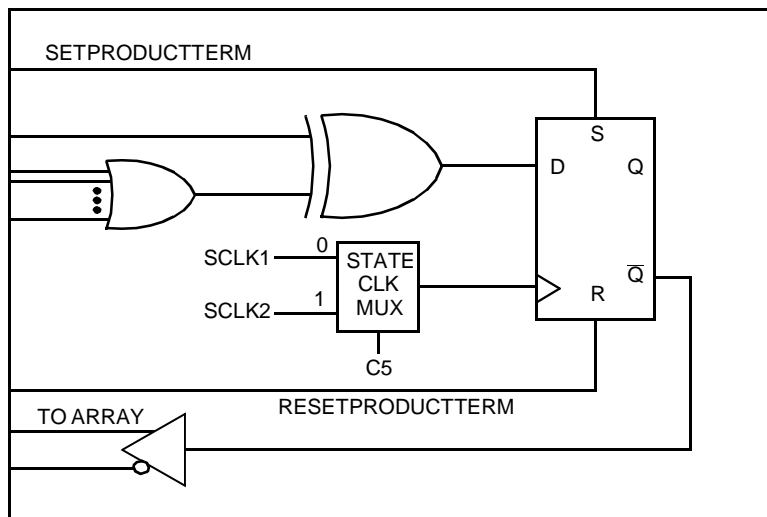 SETPRODUCTTERM
S
D Q
SCLK1 0
STATE
CLK
MUX
SCLK2 1
R Q̅
C5
RESETPRODUCTTERM
TO ARRAY